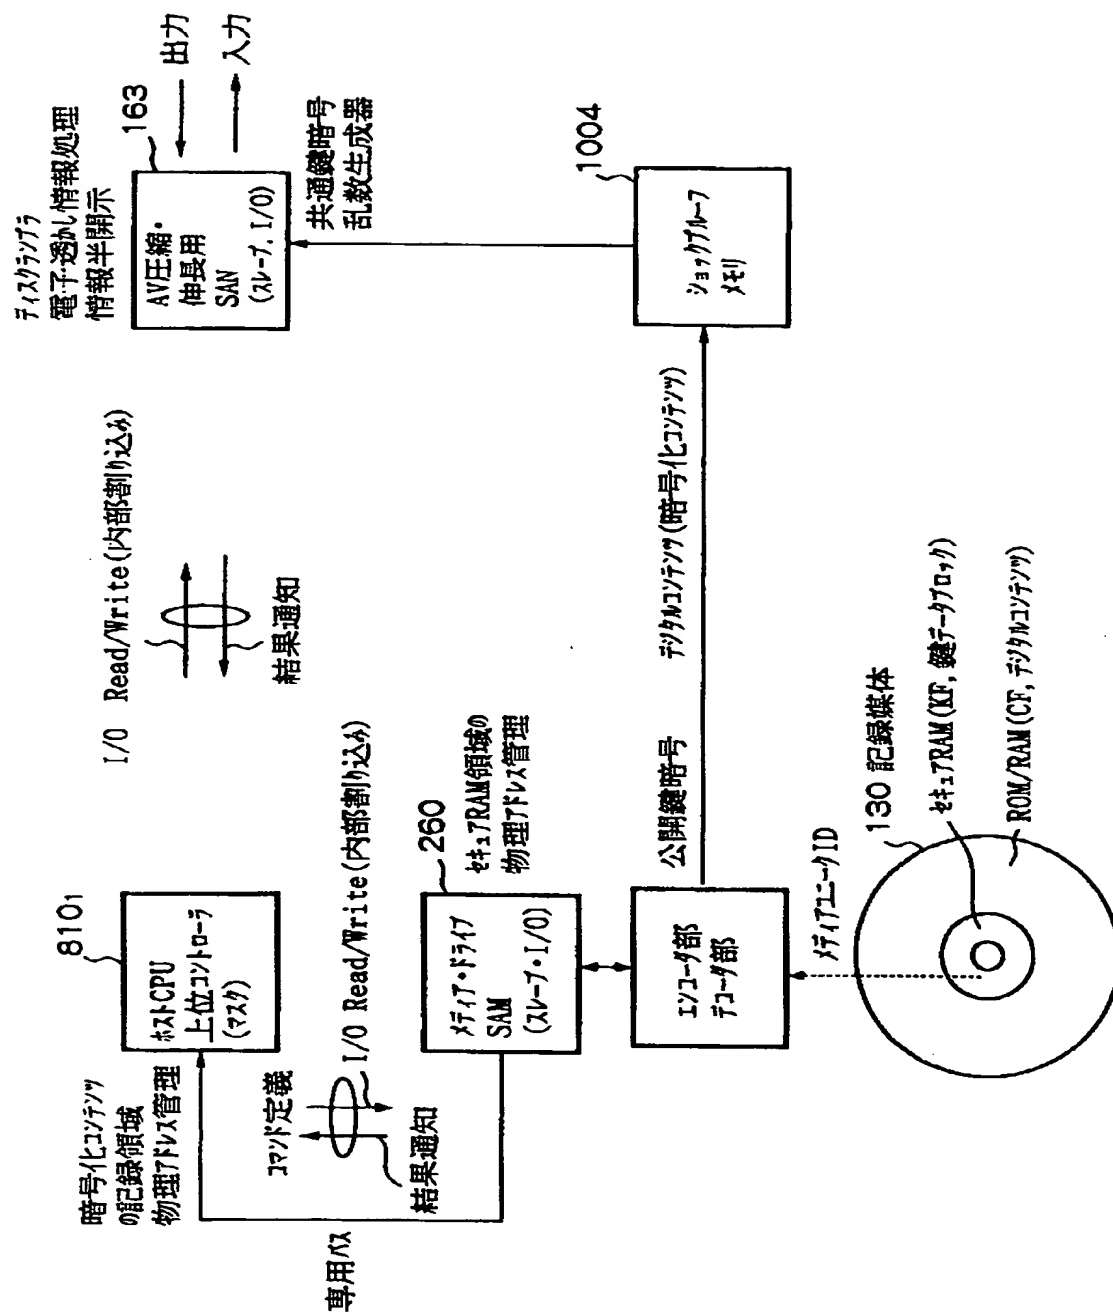 810₁
ホストCPU
上位コントローラ
(マスク)
暗号化コンテンツ
の記録領域
物理アドレス管理
専用バス
コマンド定義
I/O Read/Write(内部割り込み)
結果通知
260
メディア・ドライブ
SAM
(スレーブ・I/O)
セキュアRAM領域の
物理アドレス管理
エンコーダ部
デコーダ部
メディアユニークID
130 記録媒体
セキュアRAM(KF, 鍵データブロック)
ROM/RAM(CF, デジタルコンテンツ)
I/O Read/Write(内部割り込み)
結果通知
公開鍵暗号
デジタルコンテンツ(暗号化コンテンツ)
ディスクランブラ
電子透かし情報処理
情報半開示
163
AV圧縮・
伸長用
SAN
(スレーブ, I/O)
出力
入力
共通鍵暗号
乱数生成器
1004
ショックプルーフ
メモリ